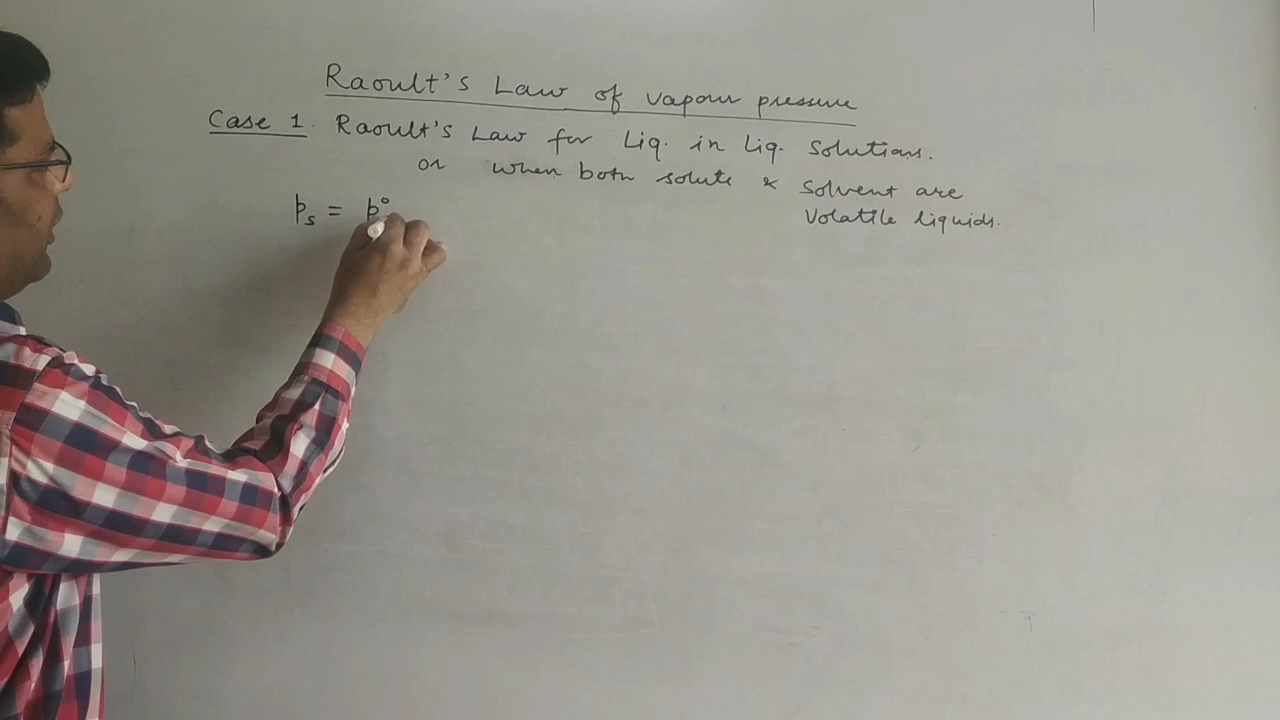 Raoult's Law of vapour pressure
Case 1. Raoult's Law for Liq. in Liq. Solutions.
or when both solute & Solvent are
Volatile liquids.
pₛ = p°